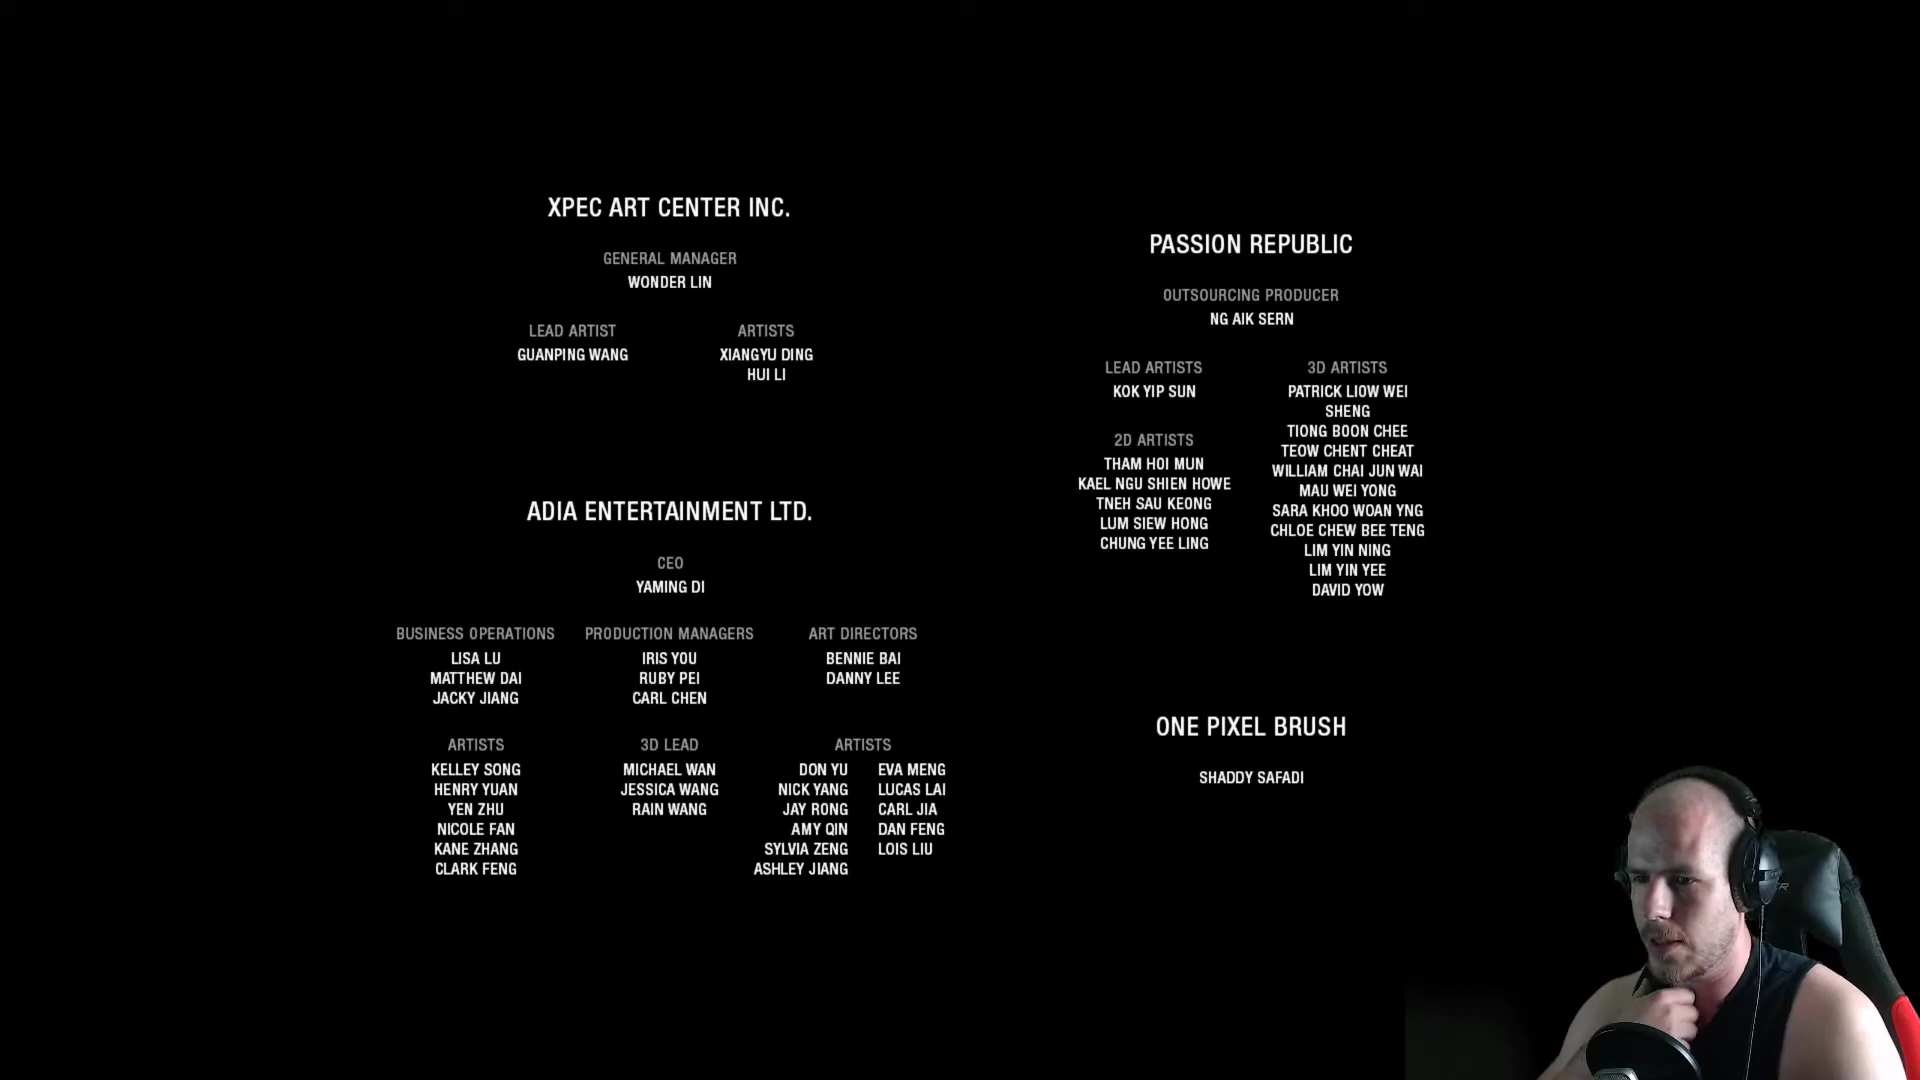 XPEC ART CENTER INC.
GENERAL MANAGER
WONDER LIN
LEAD ARTIST
GUANPING WANG
ARTISTS
XIANGYU DING
HUI LI
ADIA ENTERTAINMENT LTD.
CEO
YAMING DI
BUSINESS OPERATIONS
LISA LU
MATTHEW DAI
JACKY JIANG
PRODUCTION MANAGERS
IRIS YOU
RUBY PEI
CARL CHEN
ART DIRECTORS
BENNIE BAI
DANNY LEE
ARTISTS
KELLEY SONG
HENRY YUAN
YEN ZHU
NICOLE FAN
KANE ZHANG
CLARK FENG
3D LEAD
MICHAEL WAN
JESSICA WANG
RAIN WANG
ARTISTS
DON YU
NICK YANG
JAY RONG
AMY QIN
SYLVIA ZENG
ASHLEY JIANG
EVA MENG
LUCAS LAI
CARL JIA
DAN FENG
LOIS LIU
PASSION REPUBLIC
OUTSOURCING PRODUCER
NG AIK SERN
LEAD ARTISTS
KOK YIP SUN
2D ARTISTS
THAM HOI MUN
KAEL NGU SHIEN HOWE
TNEH SAU KEONG
LUM SIEW HONG
CHUNG YEE LING
3D ARTISTS
PATRICK LIOW WEI
SHENG
TIONG BOON CHEE
TEOW CHENT CHEAT
WILLIAM CHAI JUN WAI
MAU WEI YONG
SARA KHOO WOAN YNG
CHLOE CHEW BEE TENG
LIM YIN NING
LIM YIN YEE
DAVID YOW
ONE PIXEL BRUSH
SHADDY SAFADI